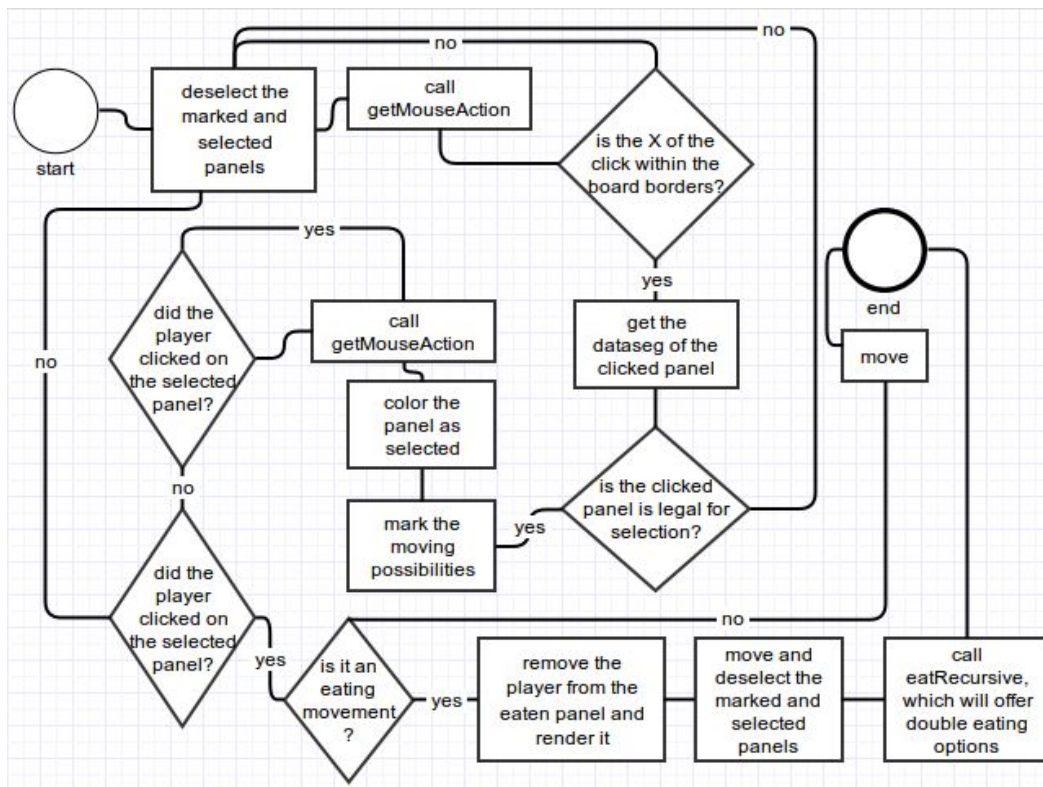 no
no
deselect the
marked and
selected
panels
call
getMouseAction
is the X of the
click within the
board borders?
start
yes
yes
did the
player
clicked on
the selected
panel?
call
getMouseAction
get the
dataseg of the
clicked panel
end
move
no
color the
panel as
selected
no
is the clicked
panel is legal for
selection?
yes
mark the
moving
possibilities
did the
player
clicked on
the selected
panel?
no
yes
is it an
eating
movement
?
yes
remove the
player from the
eaten panel and
render it
move and
deselect the
marked and
selected
panels
call
eatRecursive,
which will offer
double eating
options